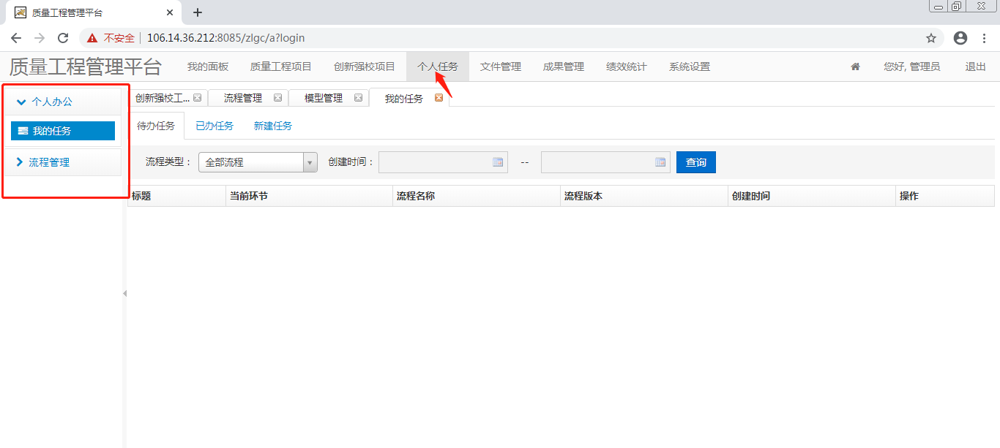 质量工程管理平台
不安全 106.14.36.212:8085/zlgc/a?login
质量工程管理平台 我的面板 质量工程项目 创新强校项目 个人任务 文件管理 成果管理 绩效统计 系统设置 您好, 管理员 退出
个人办公
我的任务
流程管理
创新强校工... 流程管理 模型管理 我的任务
待办任务 已办任务 新建任务
流程类型： 全部流程 创建时间： -- 查询
标题 当前环节 流程名称 流程版本 创建时间 操作